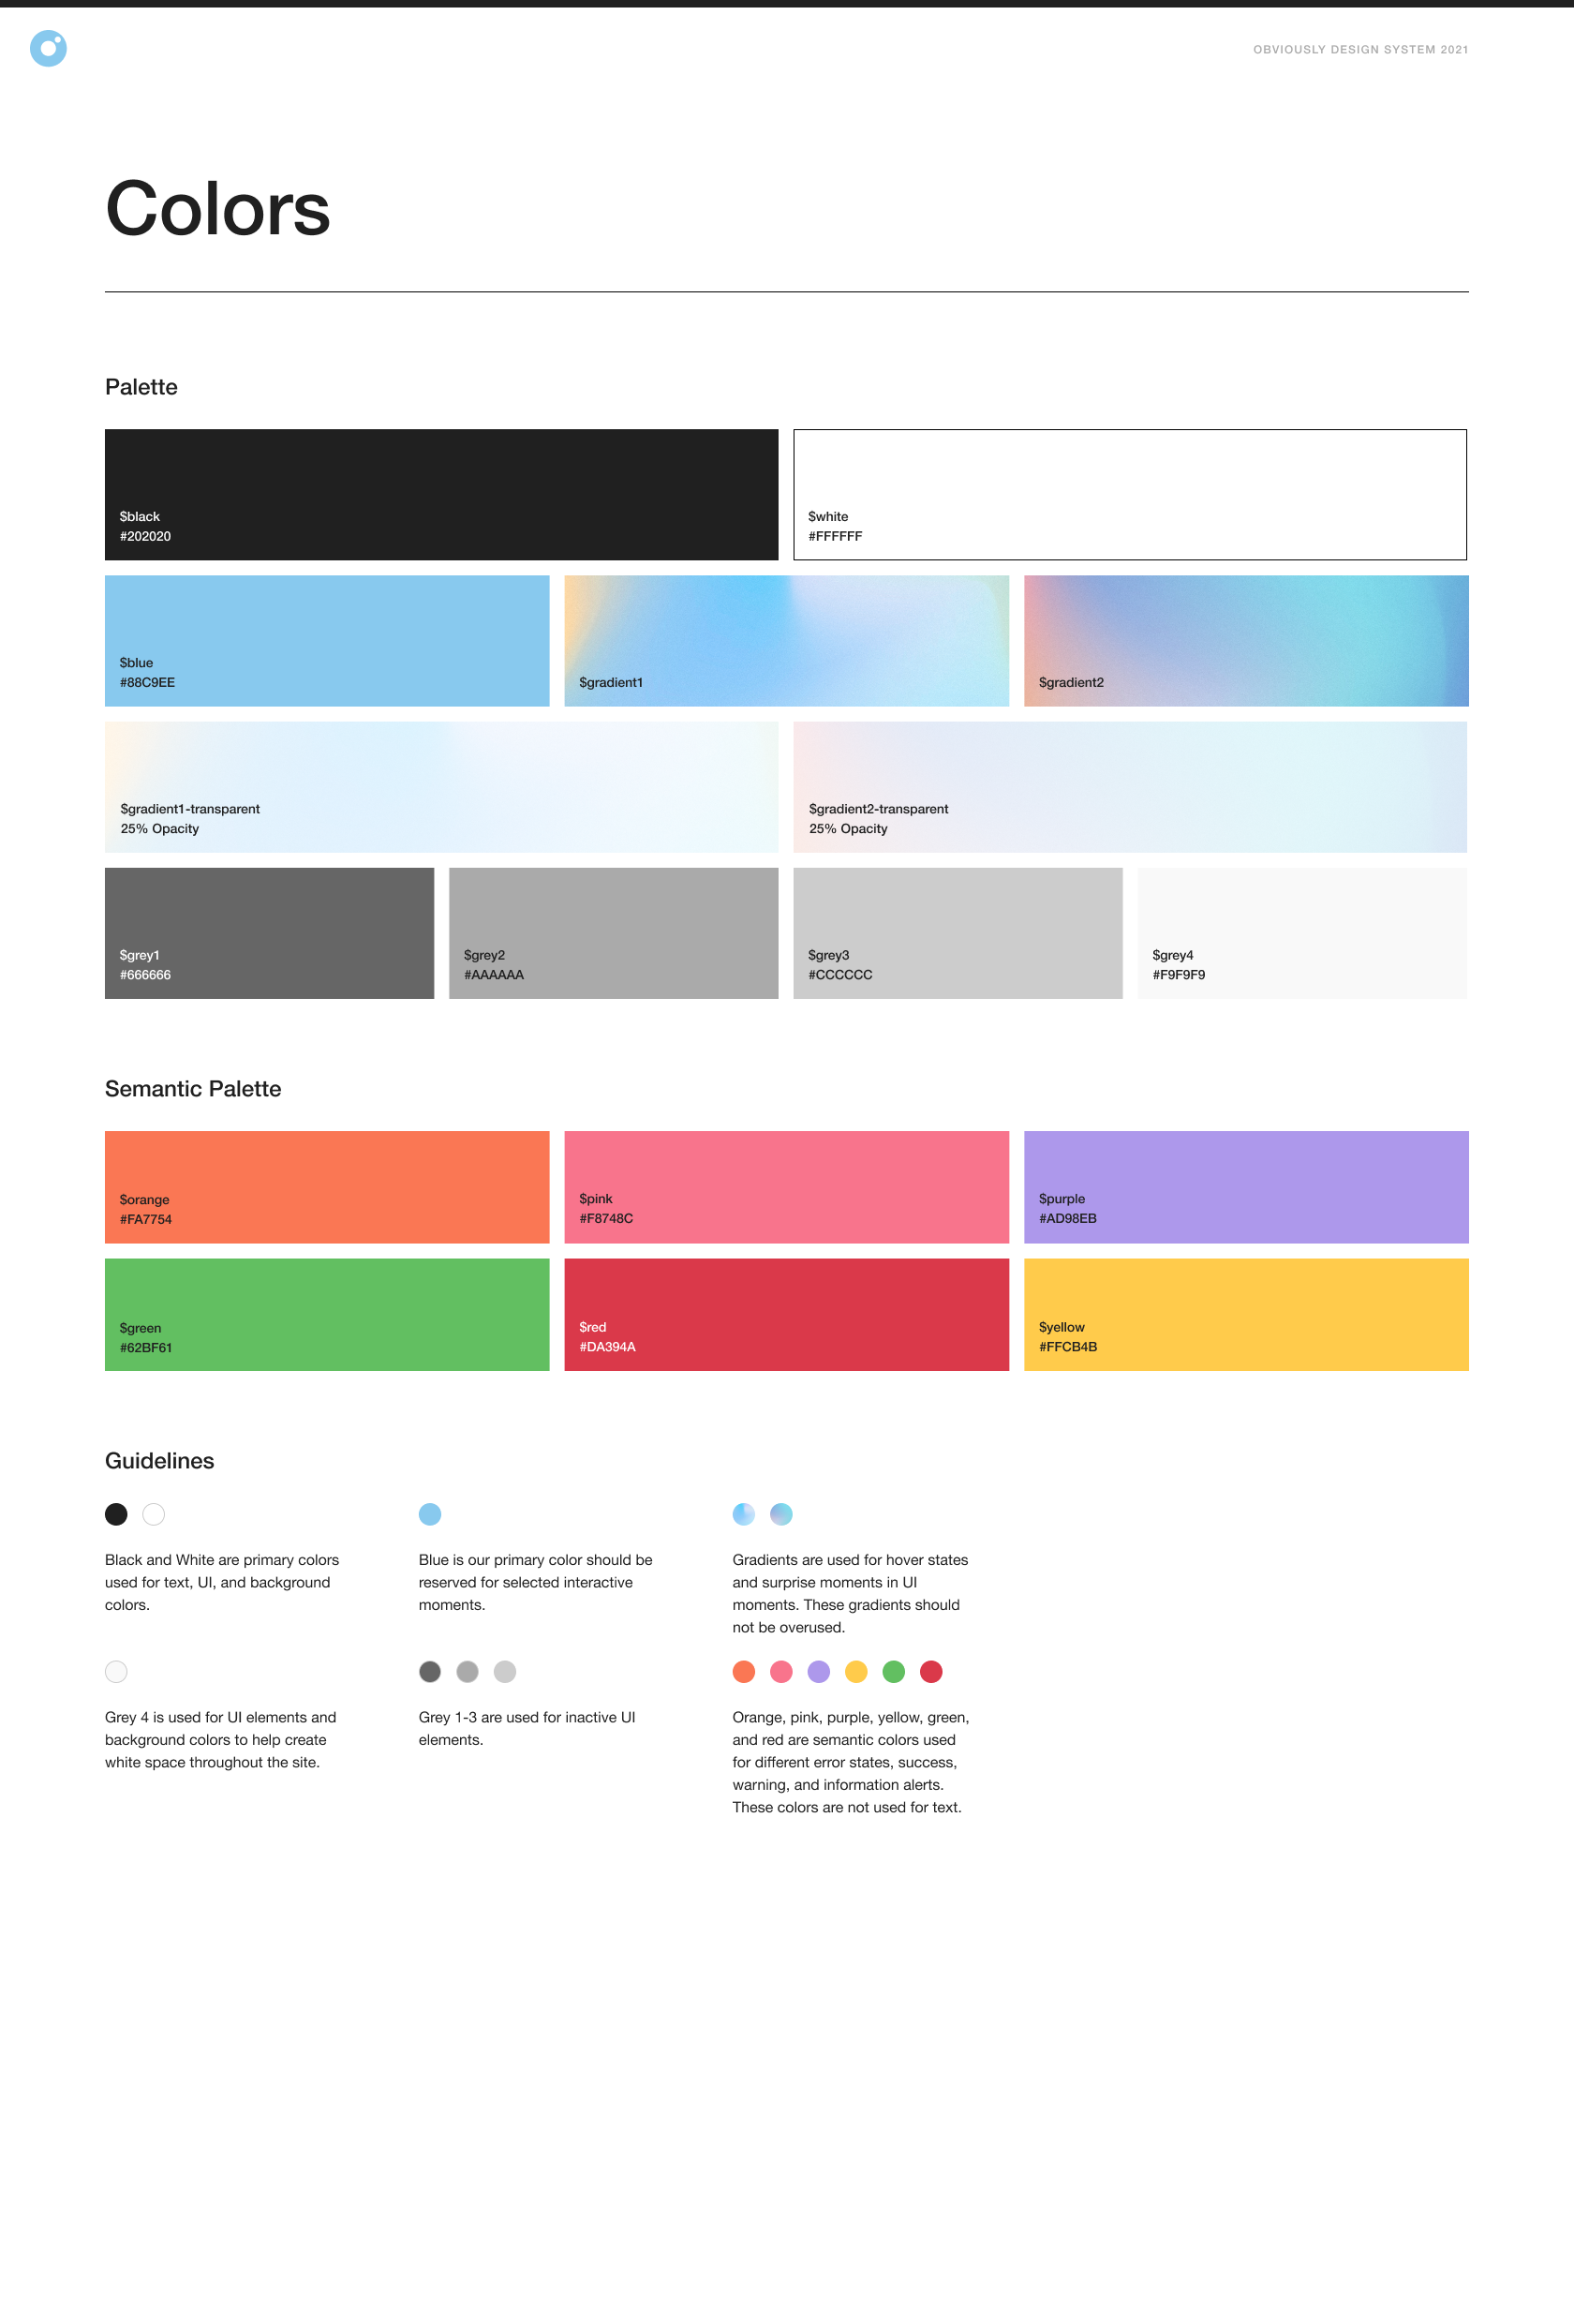 OBVIOUSLY DESIGN SYSTEM 2021
Colors
Palette
$black
#202020
$white
#FFFFFF
$blue
#88C9EE
$gradient1
$gradient2
$gradient1-transparent
25% Opacity
$gradient2-transparent
25% Opacity
$grey1
#666666
$grey2
#AAAAAA
$grey3
#CCCCCC
$grey4
#F9F9F9
Semantic Palette
$orange
#FA7754
$pink
#F8748C
$purple
#AD98EB
$green
#62BF61
$red
#DA394A
$yellow
#FFCB4B
Guidelines
Black and White are primary colors
used for text, UI, and background
colors.
Blue is our primary color should be
reserved for selected interactive
moments.
Gradients are used for hover states
and surprise moments in UI
moments. These gradients should
not be overused.
Grey 4 is used for UI elements and
background colors to help create
white space throughout the site.
Grey 1-3 are used for inactive UI
elements.
Orange, pink, purple, yellow, green,
and red are semantic colors used
for different error states, success,
warning, and information alerts.
These colors are not used for text.